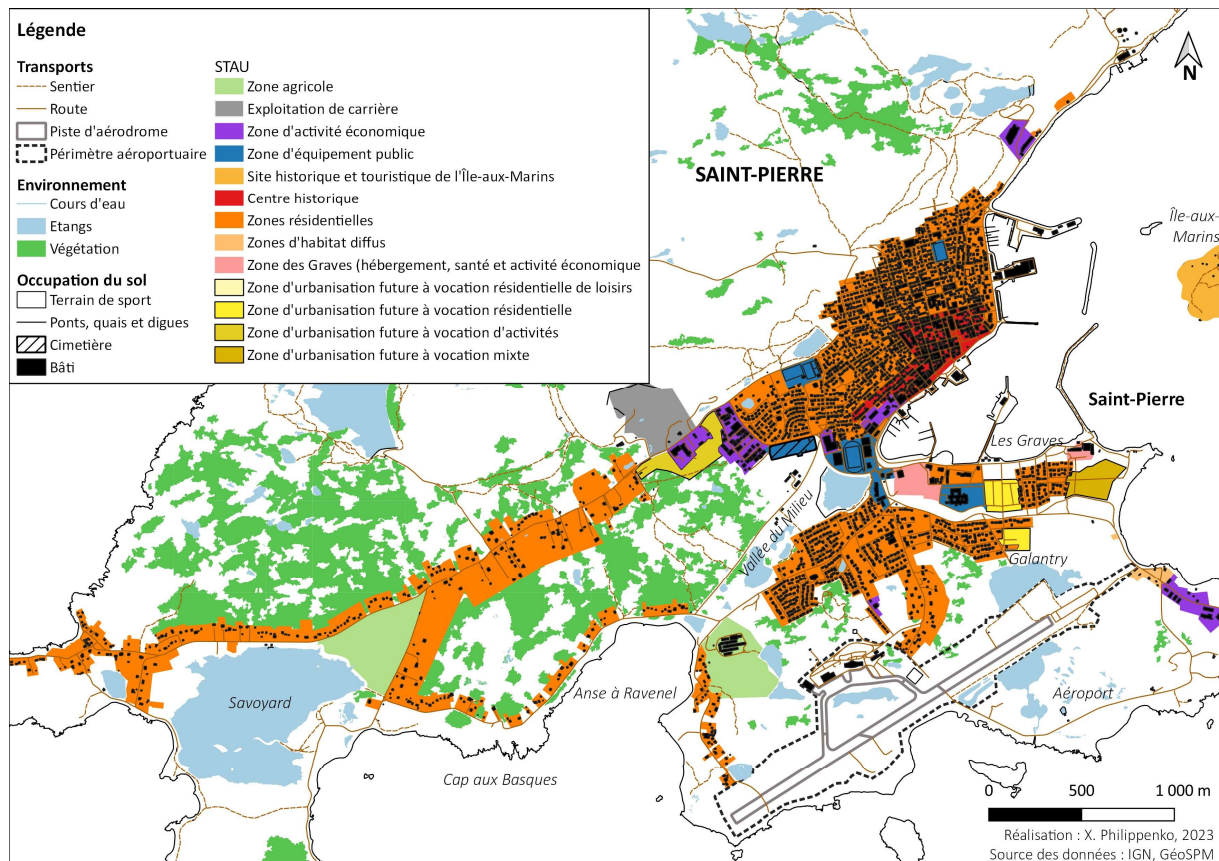 Légende
Transports
Sentier
Route
Piste d'aérodrome
Périmètre aéroportuaire
Environnement
Cours d'eau
Etangs
Végétation
Occupation du sol
Terrain de sport
Ponts, quais et digues
Cimetière
Bâti
STAU
Zone agricole
Exploitation de carrière
Zone d'activité économique
Zone d'équipement public
Site historique et touristique de l'Île-aux-Marins
Centre historique
Zones résidentielles
Zones d'habitat diffus
Zone des Graves (hébergement, santé et activité économique
Zone d'urbanisation future à vocation résidentielle de loisirs
Zone d'urbanisation future à vocation résidentielle
Zone d'urbanisation future à vocation d'activités
Zone d'urbanisation future à vocation mixte
N
SAINT-PIERRE
Île-aux-
Marins
Saint-Pierre
Les Graves
Vallée du Milieu
Galantry
Savoyard
Anse à Ravenel
Aéroport
Cap aux Basques
0 500 1 000 m
Réalisation : X. Philippenko, 2023
Source des données : IGN, GéoSPM